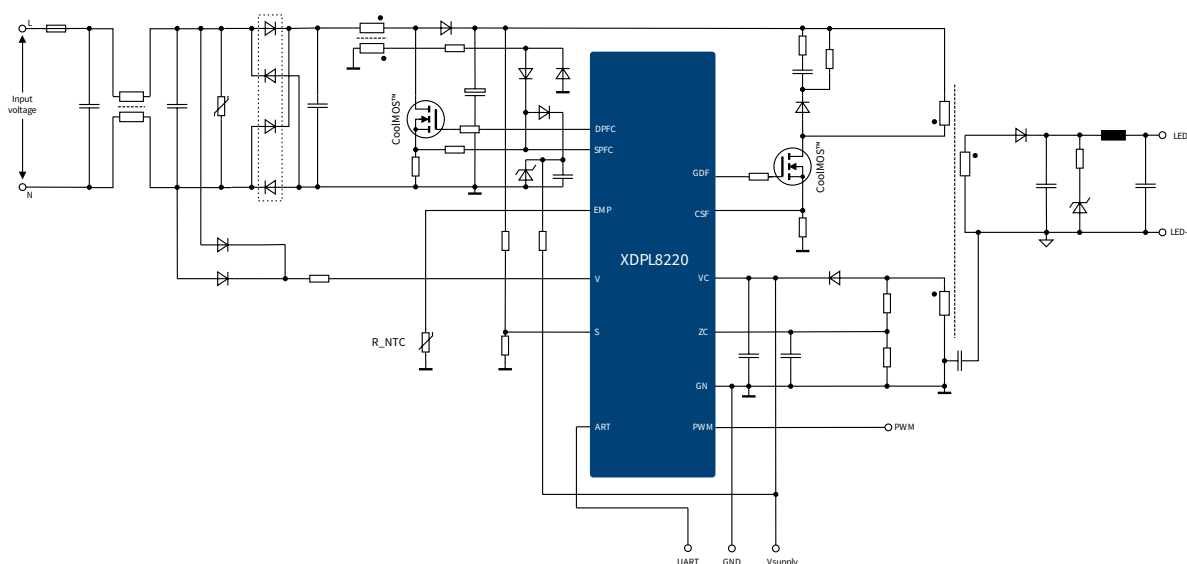 L
Input
voltage
N
CoolMOS™
DPFC
SPFC
EMP
V
S
ART
XDPL8220
GDF
CSF
VC
ZC
GN
PWM
CoolMOS™
R_NTC
LED
LED-
PWM
UART
GND
Vsupply